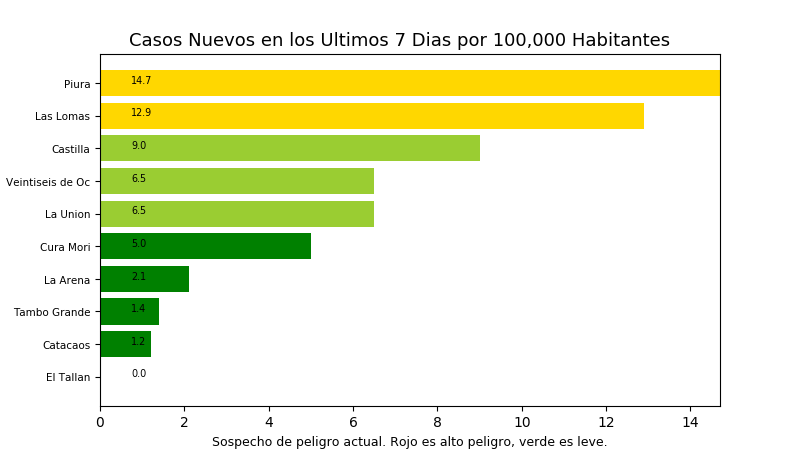 Casos Nuevos en los Ultimos 7 Dias por 100,000 Habitantes
Piura 14.7
Las Lomas 12.9
Castilla 9.0
Veintiseis de Oc 6.5
La Union 6.5
Cura Mori 5.0
La Arena 2.1
Tambo Grande 1.4
Catacaos 1.2
El Tallan 0.0
0 2 4 6 8 10 12 14
Sospecho de peligro actual. Rojo es alto peligro, verde es leve.